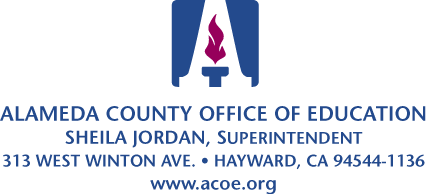 ALAMEDA COUNTY OFFICE OF EDUCATION
SHEILA JORDAN, SUPERINTENDENT
313 WEST WINTON AVE. • HAYWARD, CA 94544-1136
www.acoe.org